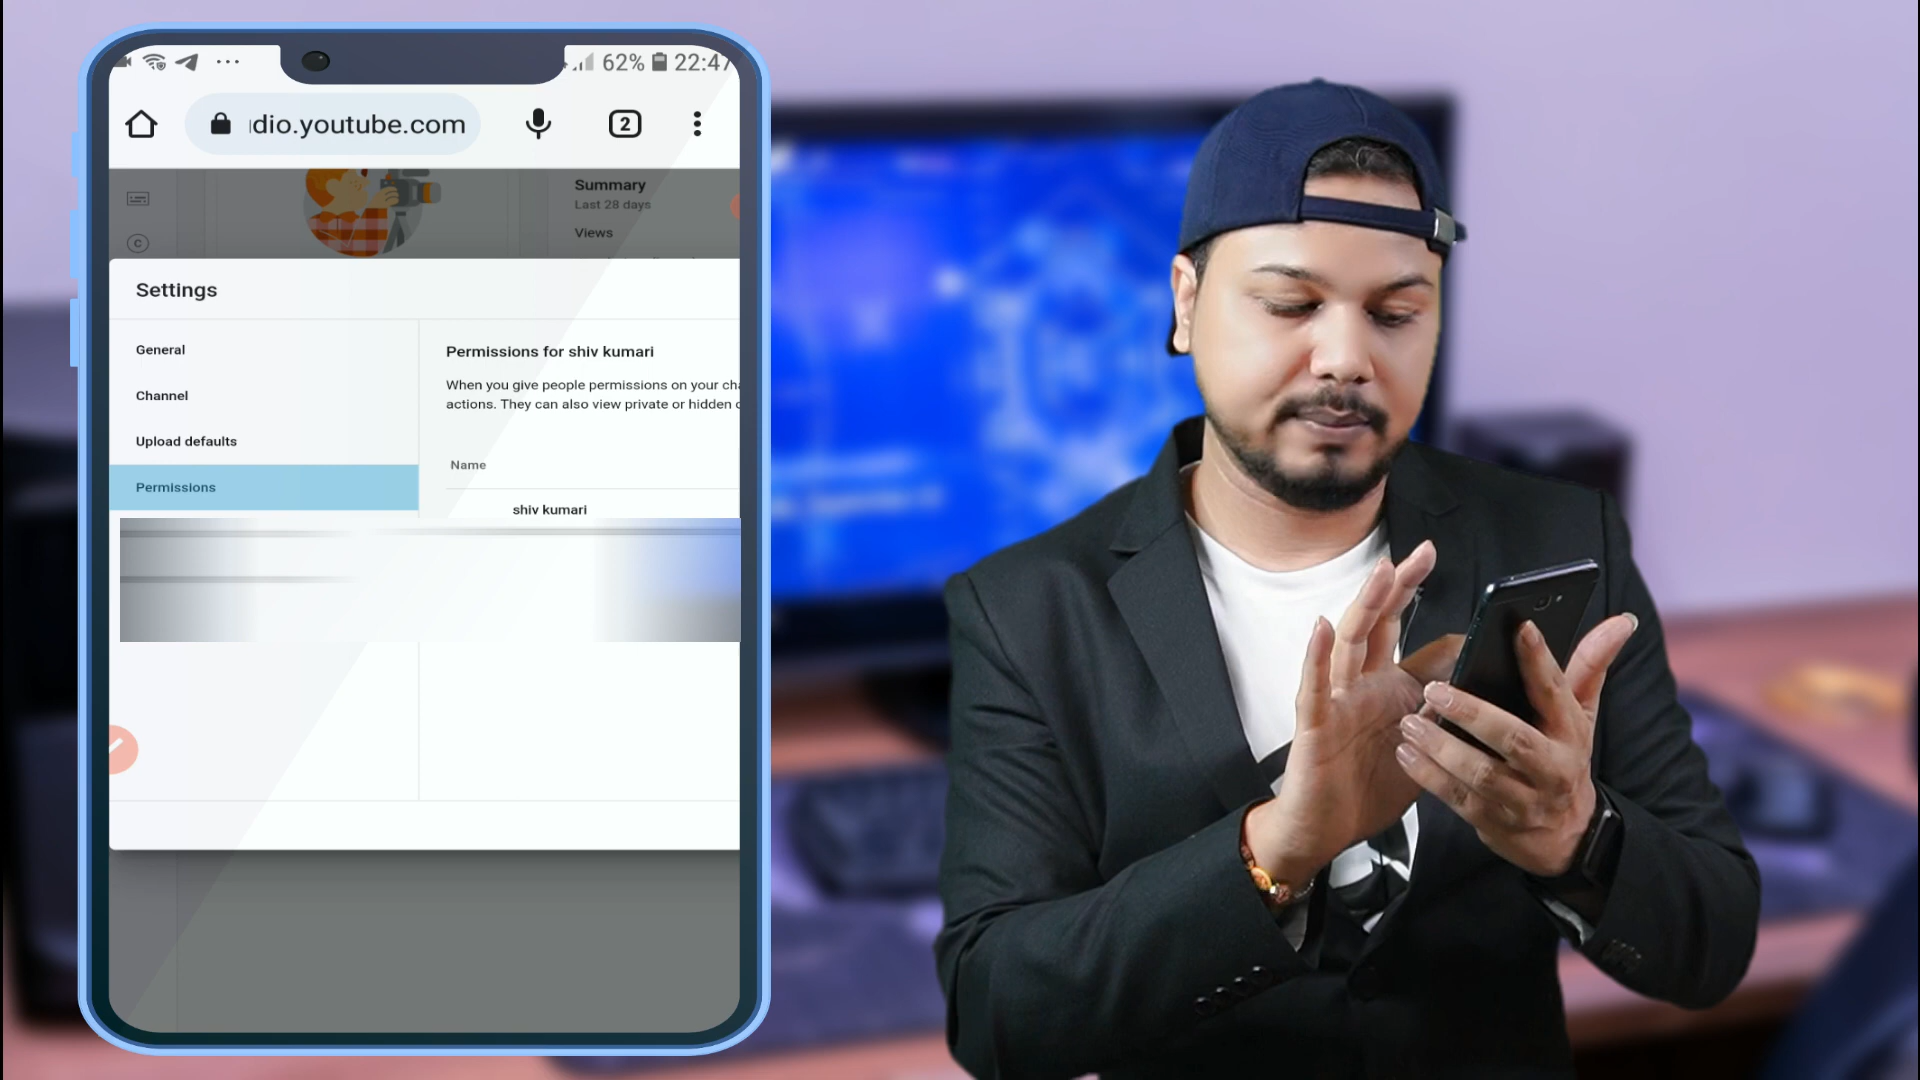 62% 22:47
dio.youtube.com
2
Summary
Last 28 days
Views
C
Settings
General
Permissions for shiv kumari
When you give people permissions on your cha
Channel
actions. They can also view private or hidden
Upload defaults
Name
Permissions
shiv kumari